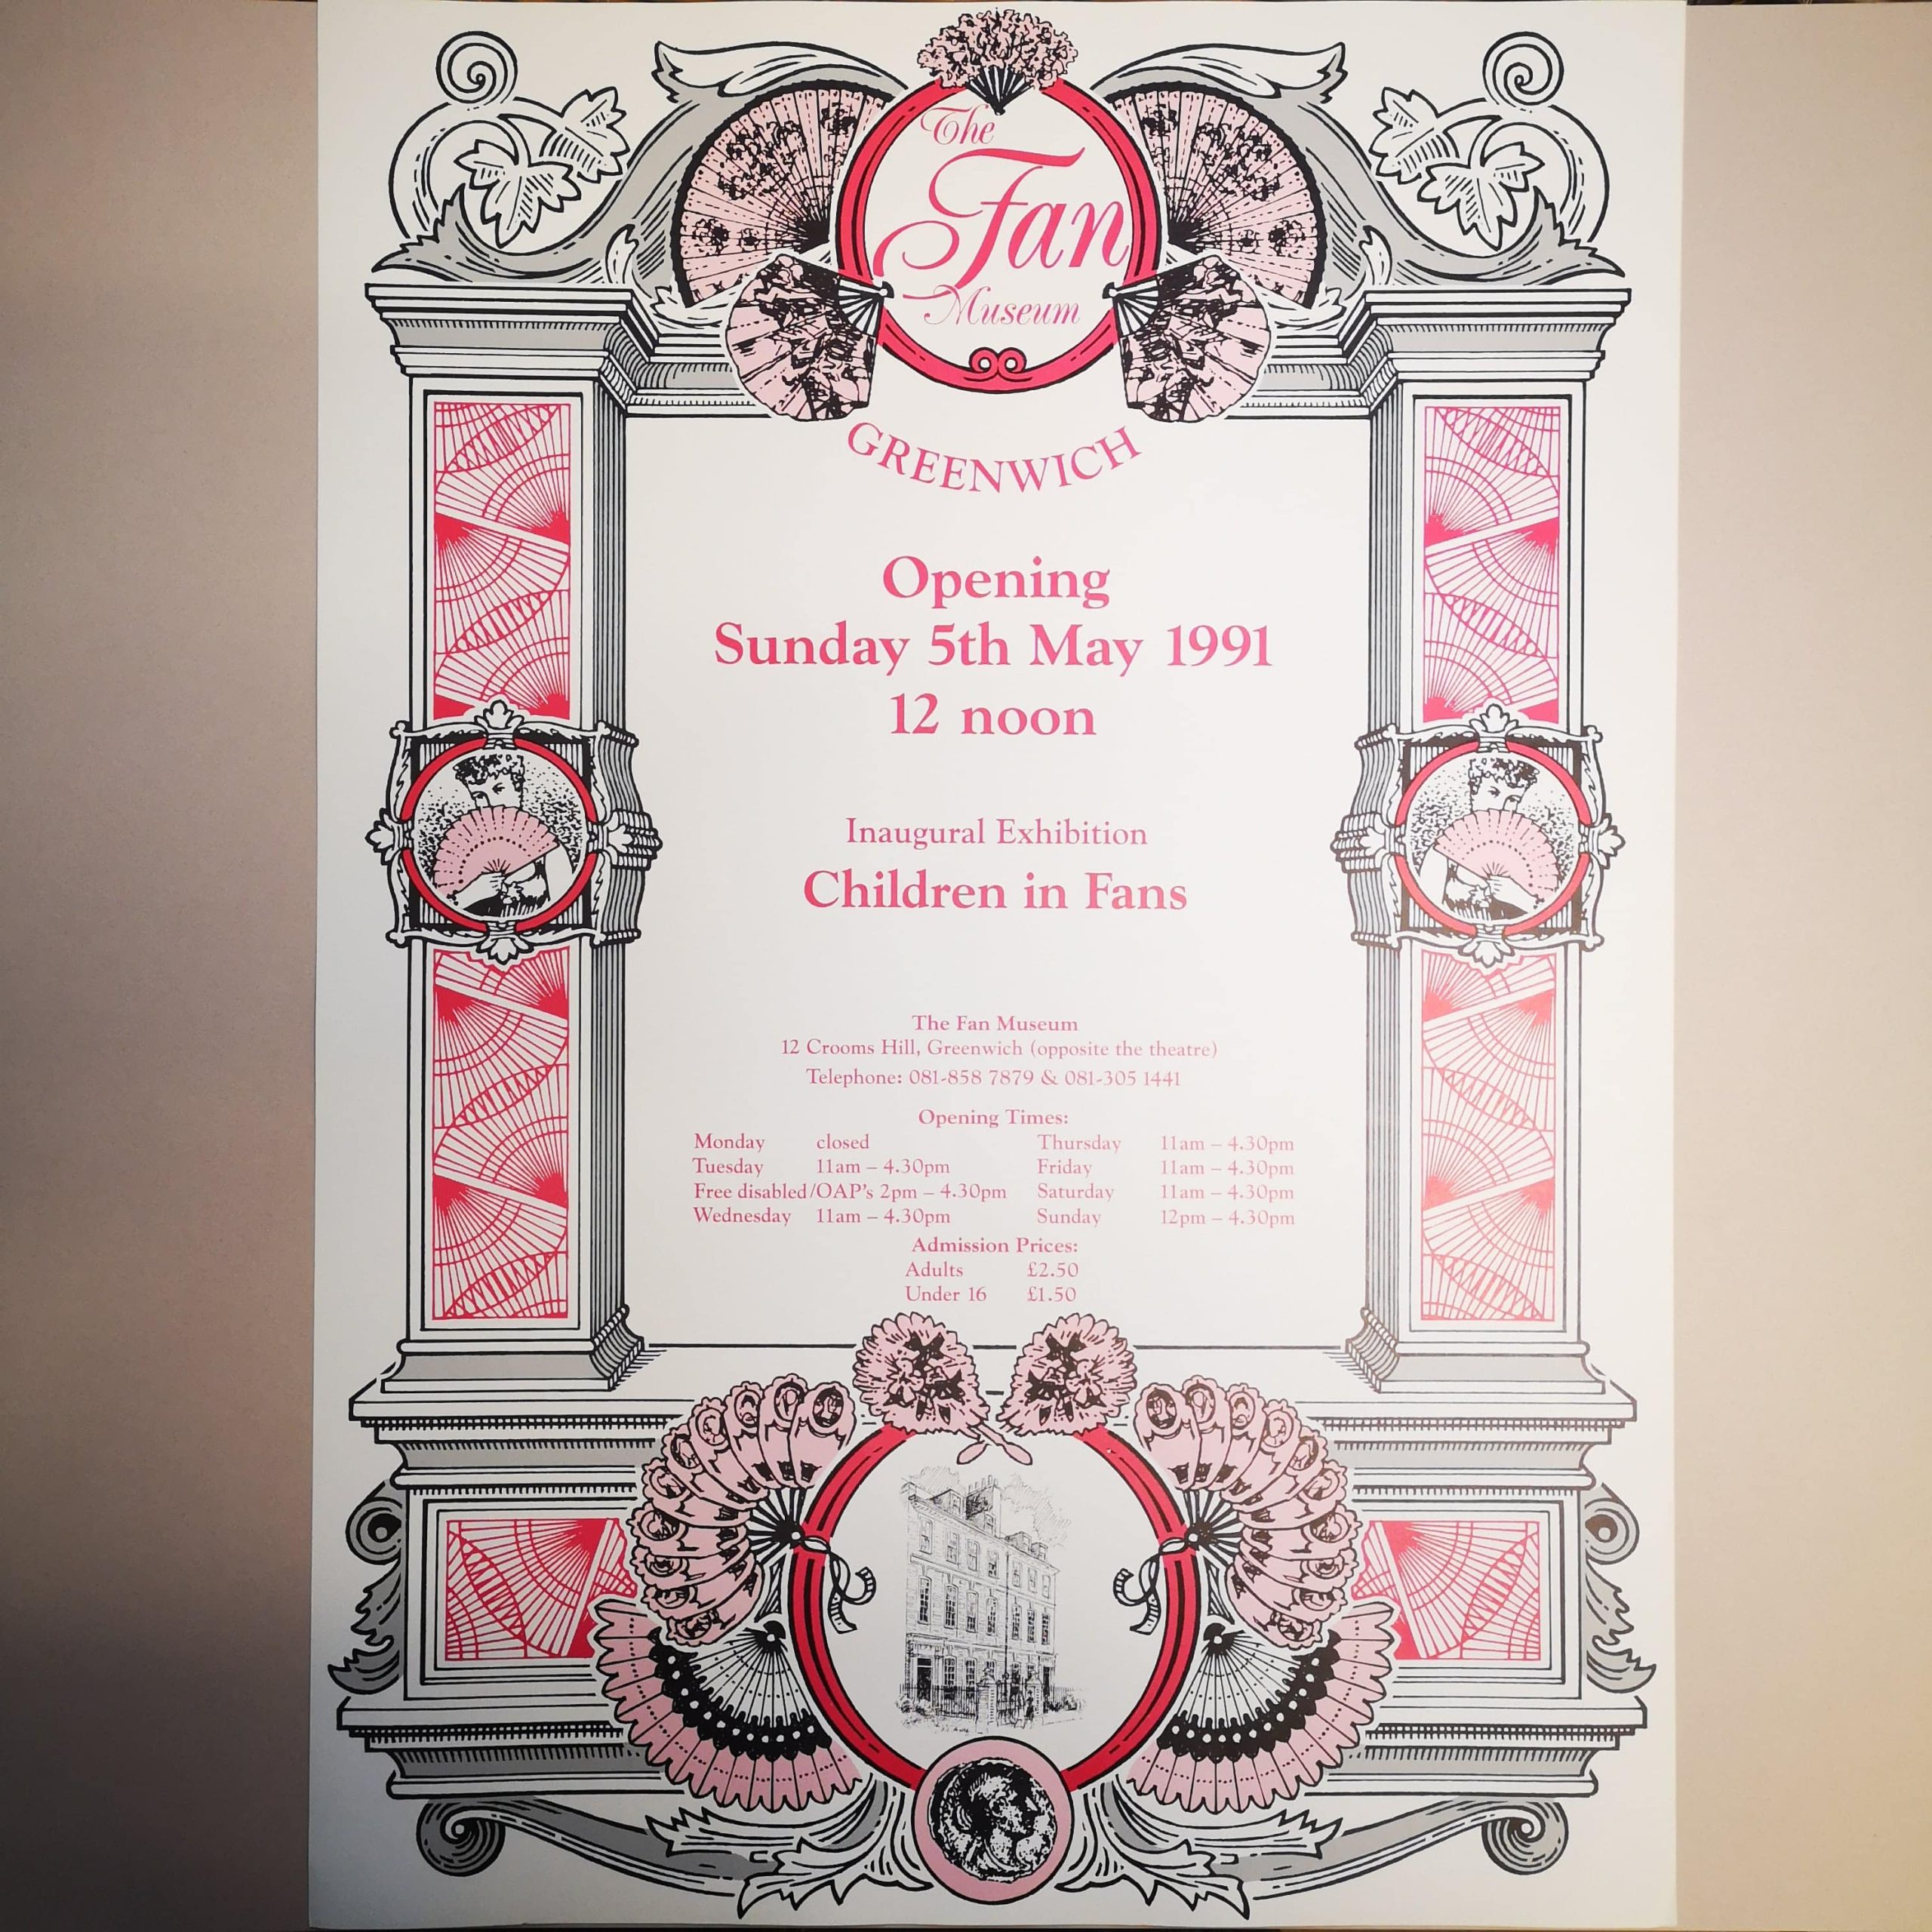 The
Fan
Museum
GREENWICH
Opening
Sunday 5th May 1991
12 noon
Inaugural Exhibition
Children in Fans
The Fan Museum
12 Crooms Hill, Greenwich (opposite the theatre)
Telephone: 081-858 7879 & 081-305 1441
Opening Times:
Monday closed
Tuesday 11am – 4.30pm
Free disabled/OAP's 2pm – 4.30pm
Wednesday 11am – 4.30pm
Thursday 11am – 4.30pm
Friday 11am – 4.30pm
Saturday 11am – 4.30pm
Sunday 12pm – 4.30pm
Admission Prices:
Adults £2.50
Under 16 £1.50